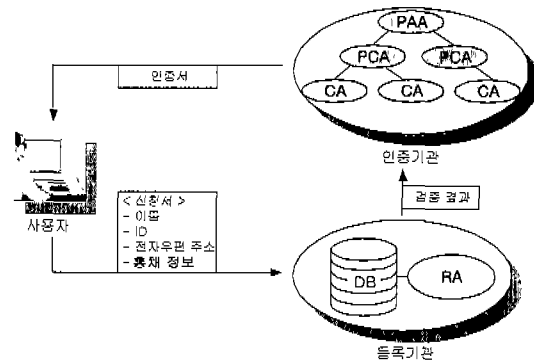 PAA
PCA
PCA
CA
CA
CA
인증서
인증기관
사용자
<신청서>
- 이름
- ID
- 전자우편 주소
- 정보
검증 결과
DB
RA
등록기관